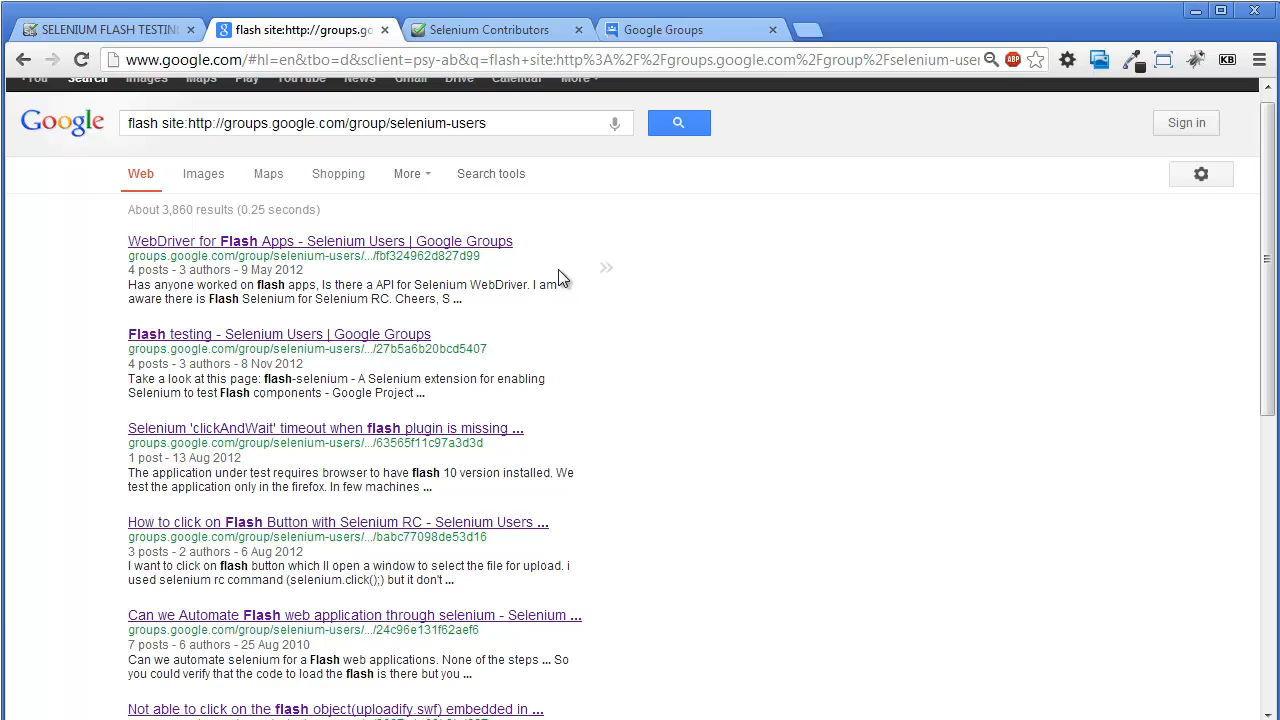 SELENIUM FLASH TESTING
flash site:http://groups.go
Selenium Contributors
Google Groups
www.google.com/#hl=en&tbo=d&sclient=psy-ab&q=flash+site:http%3A%2F%2Fgroups.google.com%2Fgroup%2Fselenium-user
ABP
KB
+You Search Images Maps Play YouTube News Gmail Drive Calendar More
Google
flash site:http://groups.google.com/group/selenium-users
Sign in
Web Images Maps Shopping More Search tools
About 3,860 results (0.25 seconds)
WebDriver for Flash Apps - Selenium Users | Google Groups
groups.google.com/group/selenium-users/.../fbf324962d827d99
4 posts - 3 authors - 9 May 2012
Has anyone worked on flash apps, Is there a API for Selenium WebDriver. I am
aware there is Flash Selenium for Selenium RC. Cheers, S ...
Flash testing - Selenium Users | Google Groups
groups.google.com/group/selenium-users/.../27b5a6b20bcd5407
4 posts - 3 authors - 8 Nov 2012
Take a look at this page: flash-selenium - A Selenium extension for enabling
Selenium to test Flash components - Google Project ...
Selenium 'clickAndWait' timeout when flash plugin is missing ...
groups.google.com/group/selenium-users/.../63565f11c97a3d3d
1 post - 13 Aug 2012
The application under test requires browser to have flash 10 version installed. We
test the application only in the firefox. In few machines ...
How to click on Flash Button with Selenium RC - Selenium Users ...
groups.google.com/group/selenium-users/.../babc77098de53d16
3 posts - 2 authors - 6 Aug 2012
I want to click on flash button which ll open a window to select the file for upload. i
used selenium rc command (selenium.click();) but it don't ...
Can we Automate Flash web application through selenium - Selenium ...
groups.google.com/group/selenium-users/.../24c96e131f62aef6
7 posts - 6 authors - 25 Aug 2010
Can we automate selenium for a Flash web applications. None of the steps ... So
you could verify that the code to load the flash is there but you ...
Not able to click on the flash object(uploadify.swf) embedded in ...